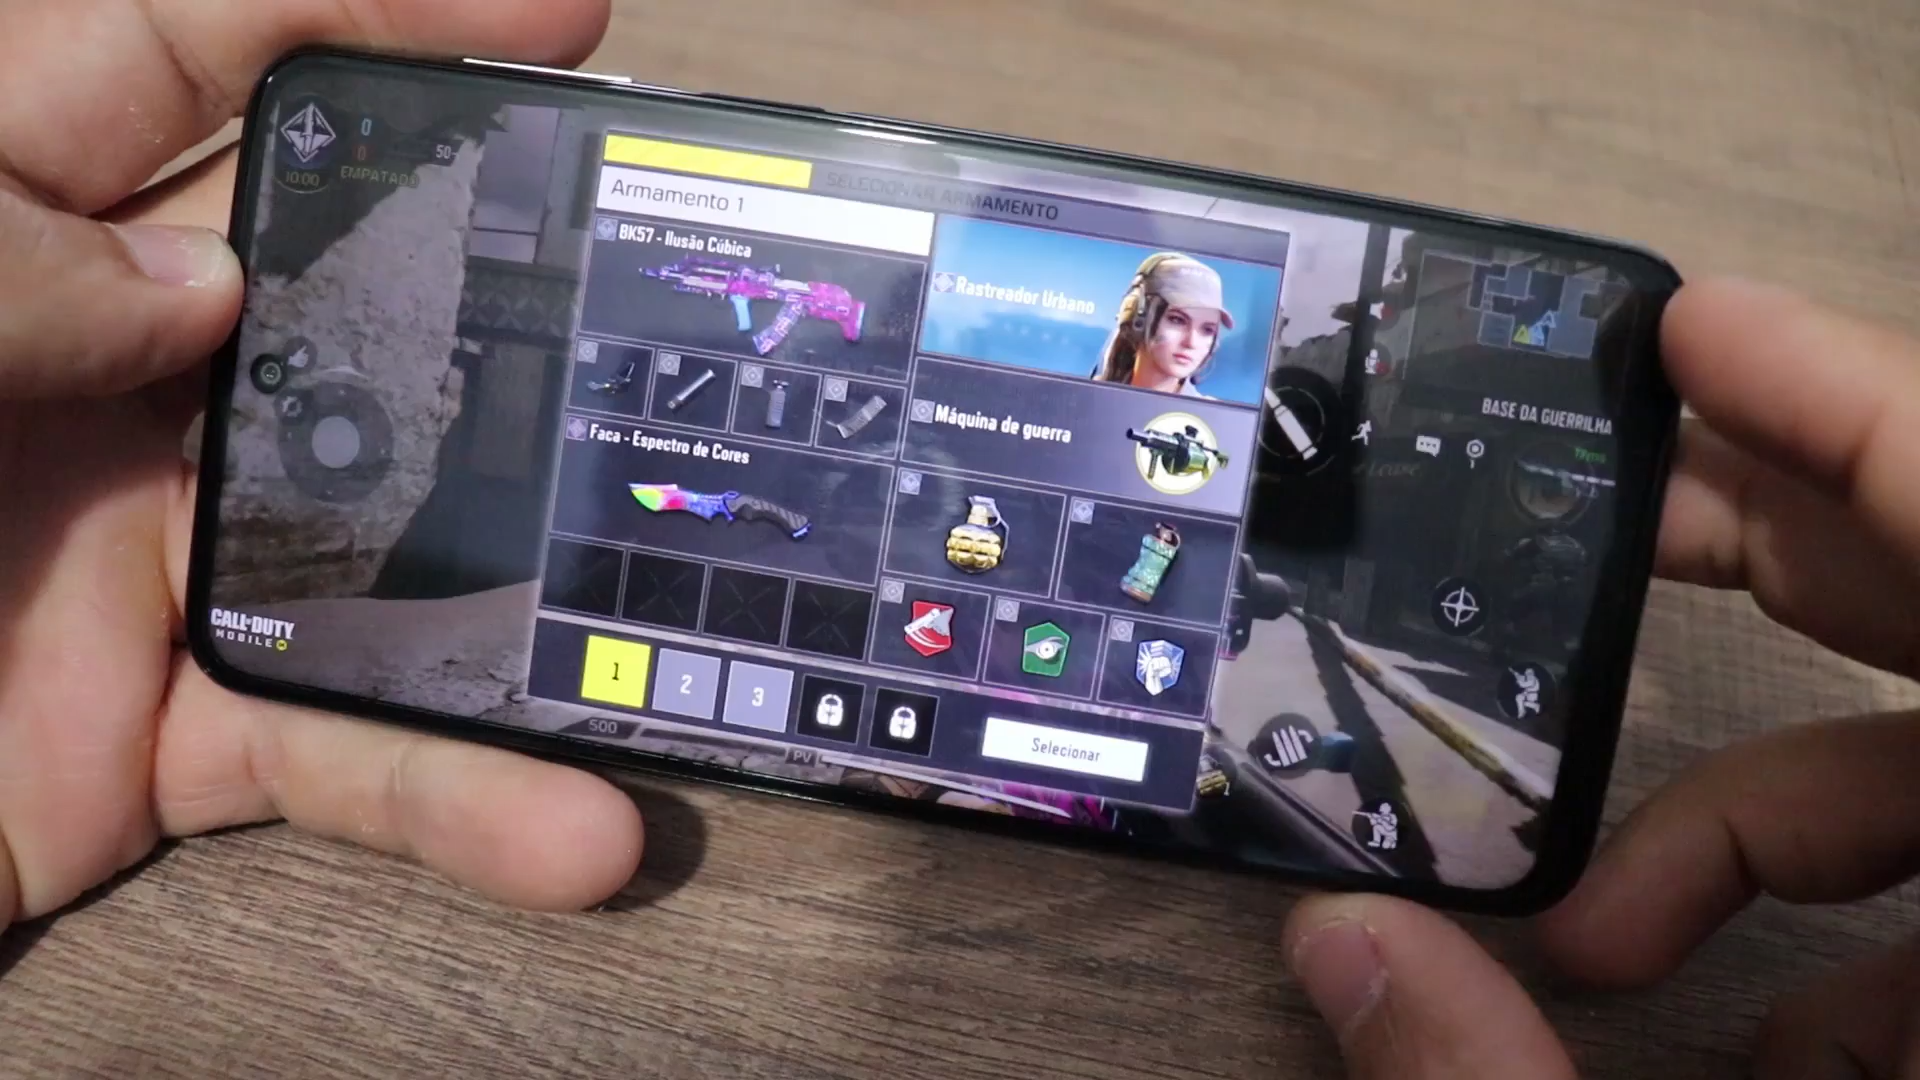 0
0
50
10:00
EMPATADO
SELECIONAR ARMAMENTO
Armamento 1
BK57 - Ilusão Cúbica
Rastreador Urbano
Máquina de guerra
Faca - Espectro de Cores
BASE DA GUERRILHA
CALL OF DUTY
MOBILE
1
2
3
Selecionar
500
PV